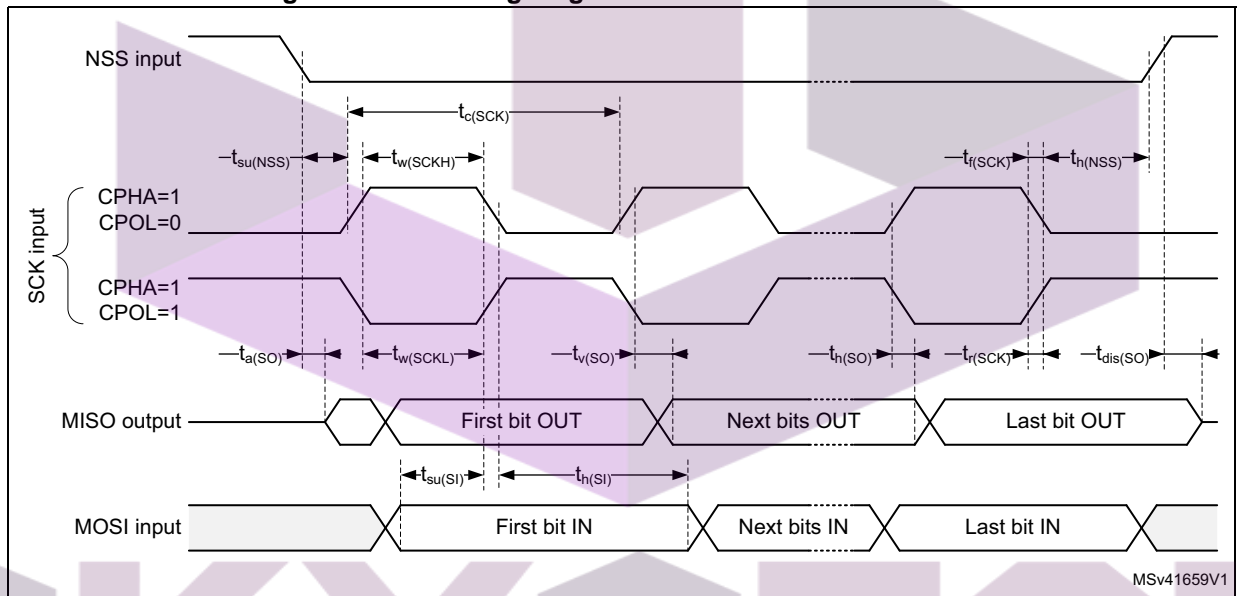 NSS input
tc(SCK)
tsu(NSS)
tw(SCKH)
tf(SCK)
th(NSS)
SCK input
CPHA=1
CPOL=0
CPHA=1
CPOL=1
ta(SO)
tw(SCKL)
tv(SO)
th(SO)
tr(SCK)
tdis(SO)
MISO output
First bit OUT
Next bits OUT
Last bit OUT
tsu(SI)
th(SI)
MOSI input
First bit IN
Next bits IN
Last bit IN
MSv41659V1